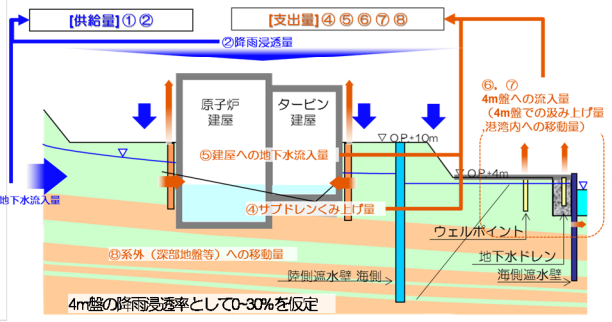 [供給量]① ②
[支出量]④ ⑤ ⑥ ⑦ ⑧
②降雨浸透量
⑥，⑦
4m盤への流入量
（4m盤での汲み上げ量
港湾内への移動量）
原子炉
建屋
タービン
建屋
▽O.P.+10m
⑤建屋への地下水流入量
▽O.P.+4m
地下水流入量
④サブドレンくみ上げ量
ウェルポイント
地下水ドレン
⑧系外（深部地盤等）への移動量
陸側遮水壁 海側
海側遮水壁
4m盤の降雨浸透率として0~30%を仮定